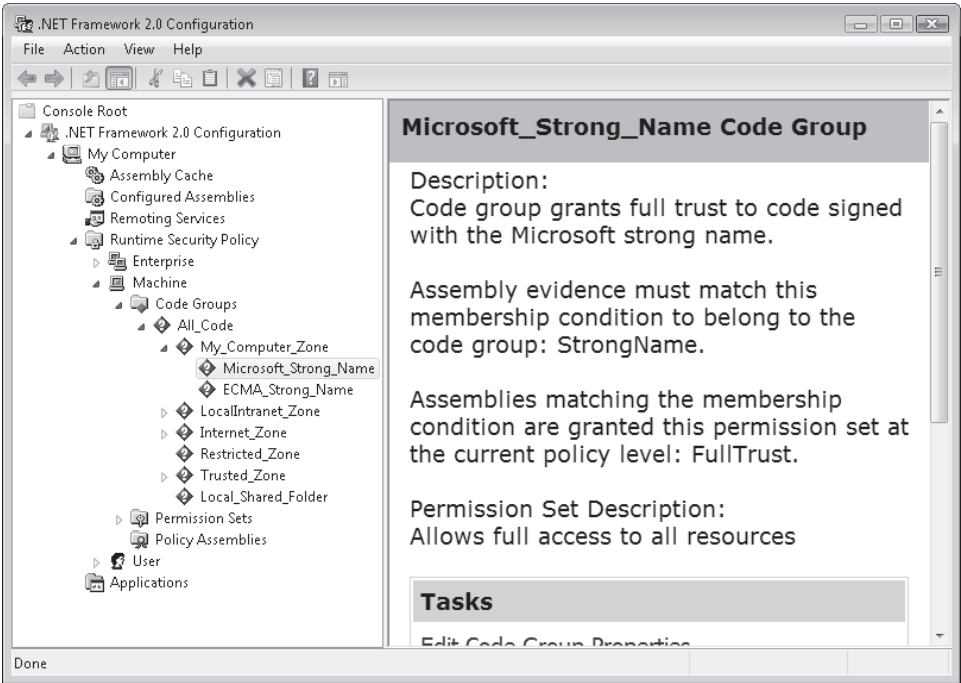 .NET Framework 2.0 Configuration
File Action View Help
Console Root
.NET Framework 2.0 Configuration
My Computer
Assembly Cache
Configured Assemblies
Remoting Services
Runtime Security Policy
Enterprise
Machine
Code Groups
All_Code
My_Computer_Zone
Microsoft_Strong_Name
ECMA_Strong_Name
LocalIntranet_Zone
Internet_Zone
Restricted_Zone
Trusted_Zone
Local_Shared_Folder
Permission Sets
Policy Assemblies
User
Applications
Microsoft_Strong_Name Code Group
Description:
Code group grants full trust to code signed
with the Microsoft strong name.
Assembly evidence must match this
membership condition to belong to the
code group: StrongName.
Assemblies matching the membership
condition are granted this permission set at
the current policy level: FullTrust.
Permission Set Description:
Allows full access to all resources
Tasks
Edit Code Group Properties
Done